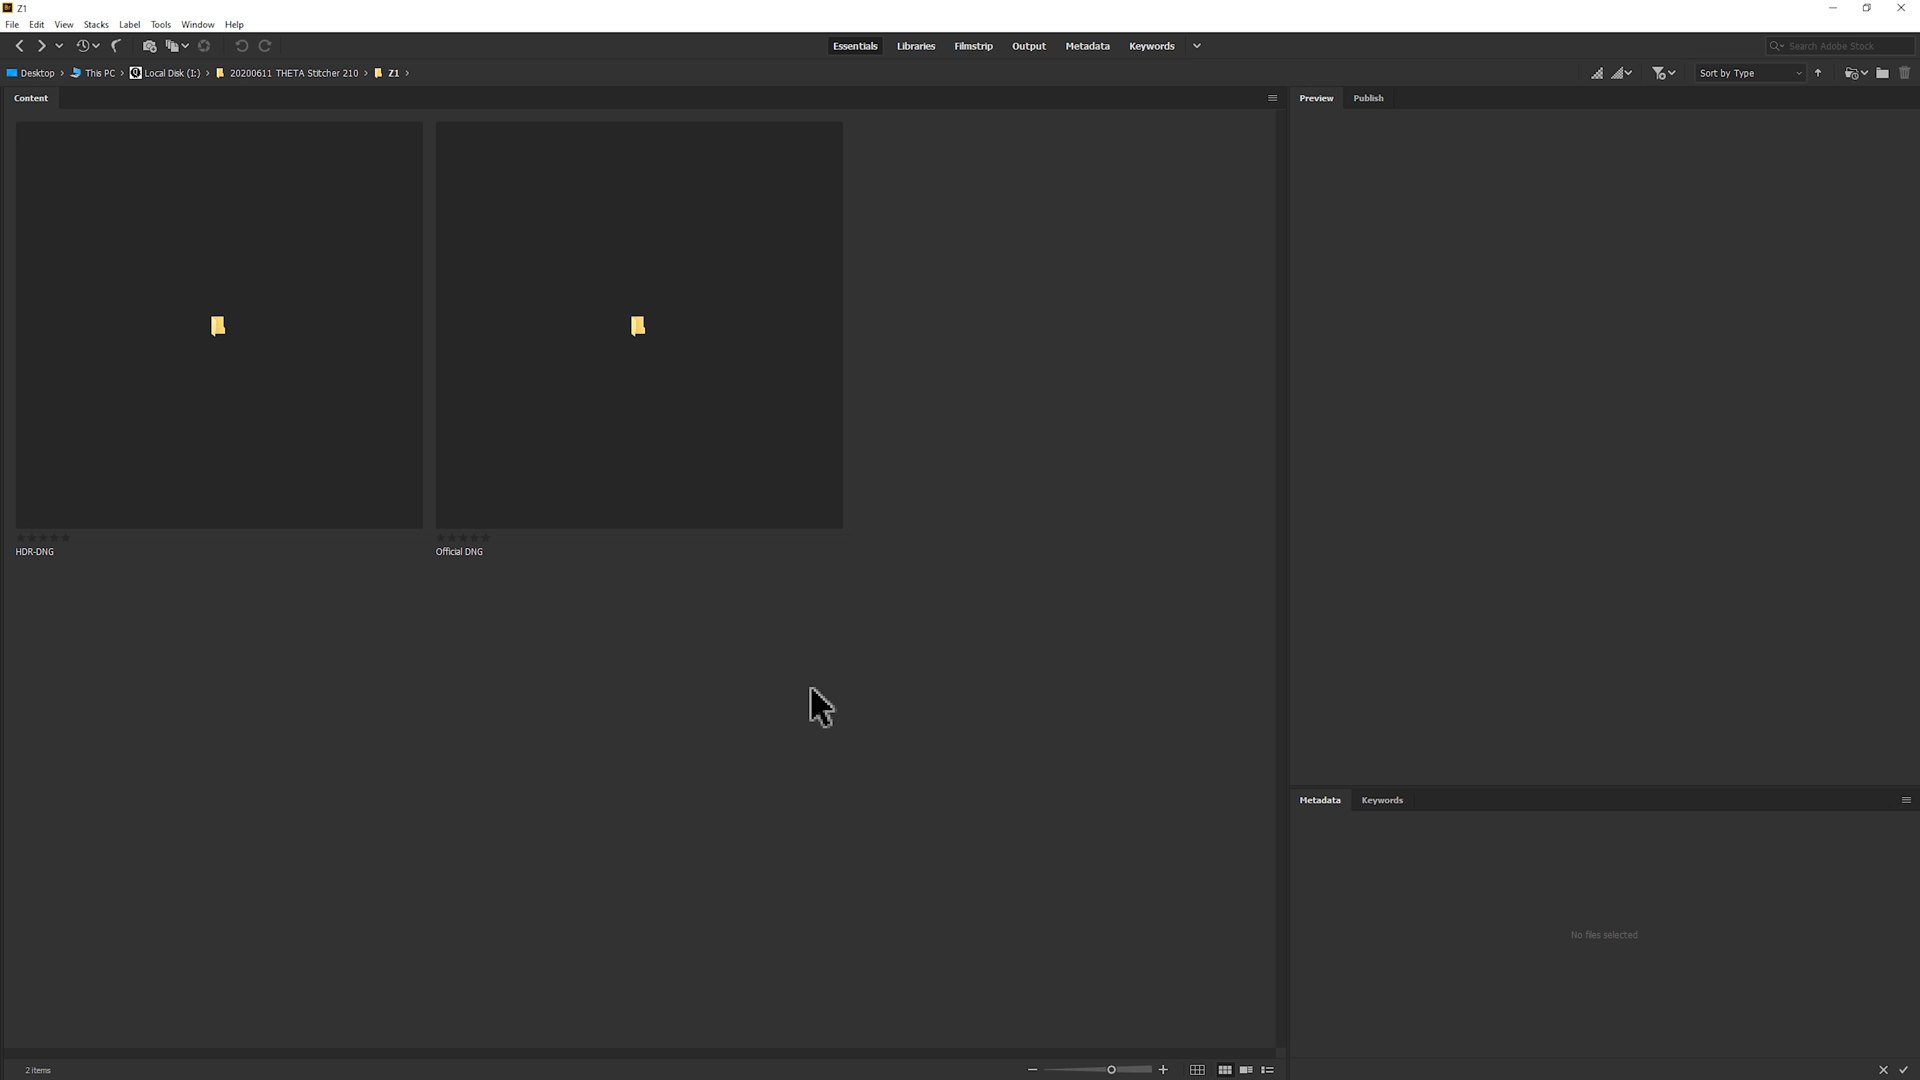 Br Z1
File Edit View Stacks Label Tools Window Help
Essentials Libraries Filmstrip Output Metadata Keywords Search Adobe Stock
Desktop > This PC > Local Disk (I:) > 20200611 THETA Stitcher 210 > Z1 > Sort by Type
Content
Preview Publish
HDR-DNG Official DNG
Metadata Keywords
No files selected
2 items